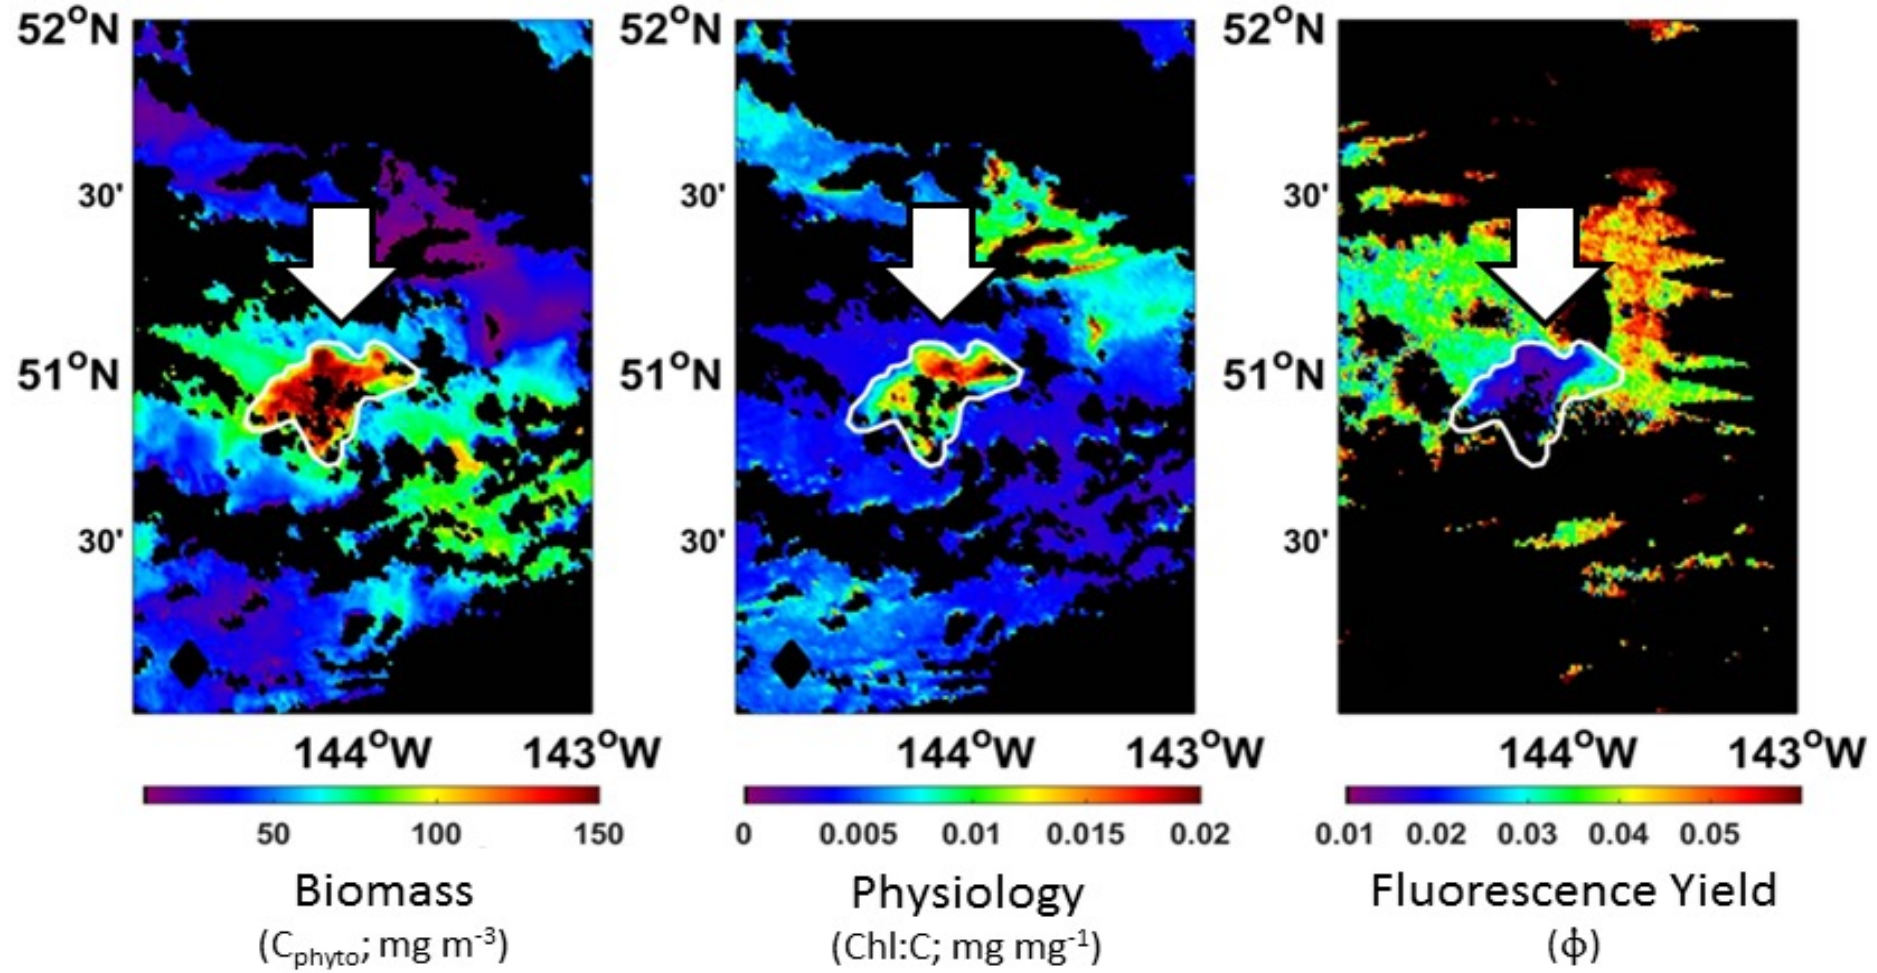 52°N 52°N 52°N
30' 30' 30'
51°N 51°N 51°N
30' 30' 30'
144°W 143°W 144°W 143°W 144°W 143°W
50 100 150 0 0.005 0.01 0.015 0.02 0.01 0.02 0.03 0.04 0.05
Biomass Physiology Fluorescence Yield
(Cphyto; mg m-3) (Chl:C; mg mg-1) (ϕ)